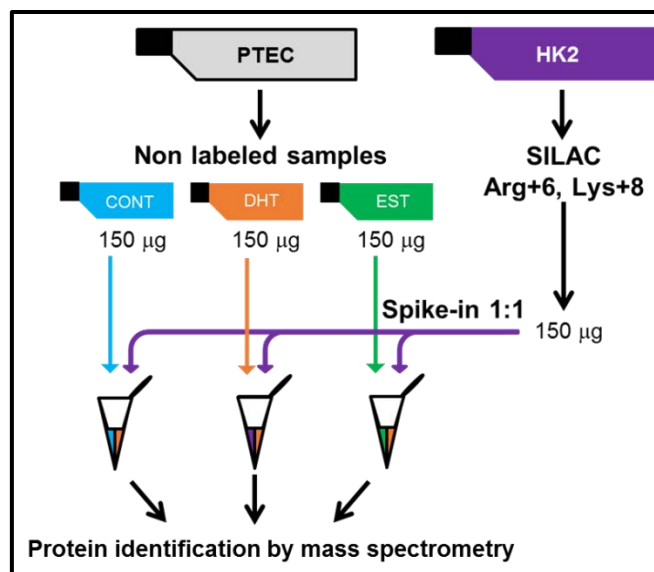 PTEC
HK2
Non labeled samples
SILAC
Arg+6, Lys+8
CONT
DHT
EST
150 µg
150 µg
150 µg
Spike-in 1:1
150 µg
Protein identification by mass spectrometry